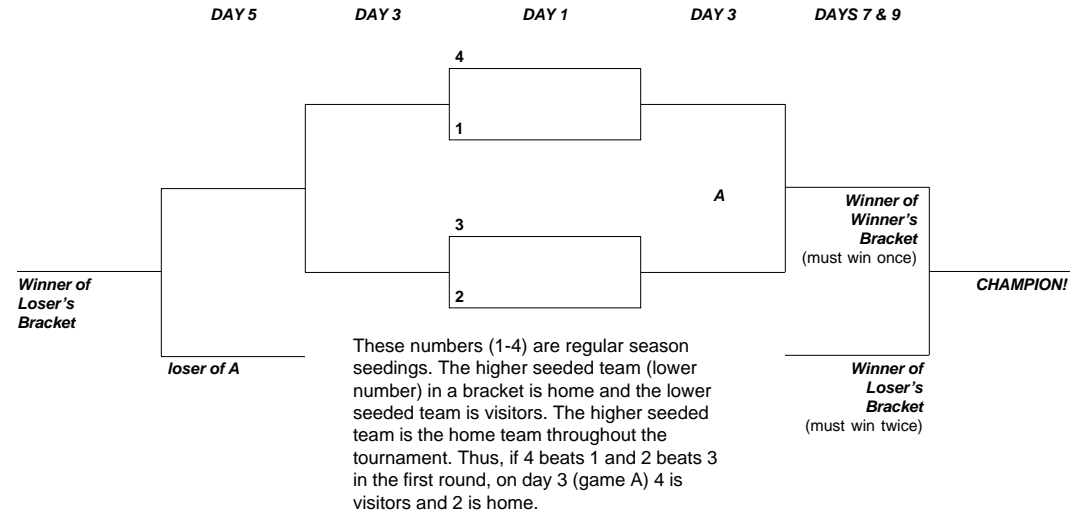 DAY 5 DAY 3 DAY 1 DAY 3 DAYS 7 & 9
4
1
A
3
2
Winner of
Winner's
Bracket
(must win once)
Winner of
Loser's
Bracket
CHAMPION!
loser of A
Winner of
Loser's
Bracket
(must win twice)
These numbers (1-4) are regular season
seedings. The higher seeded team (lower
number) in a bracket is home and the lower
seeded team is visitors. The higher seeded
team is the home team throughout the
tournament. Thus, if 4 beats 1 and 2 beats 3
in the first round, on day 3 (game A) 4 is
visitors and 2 is home.